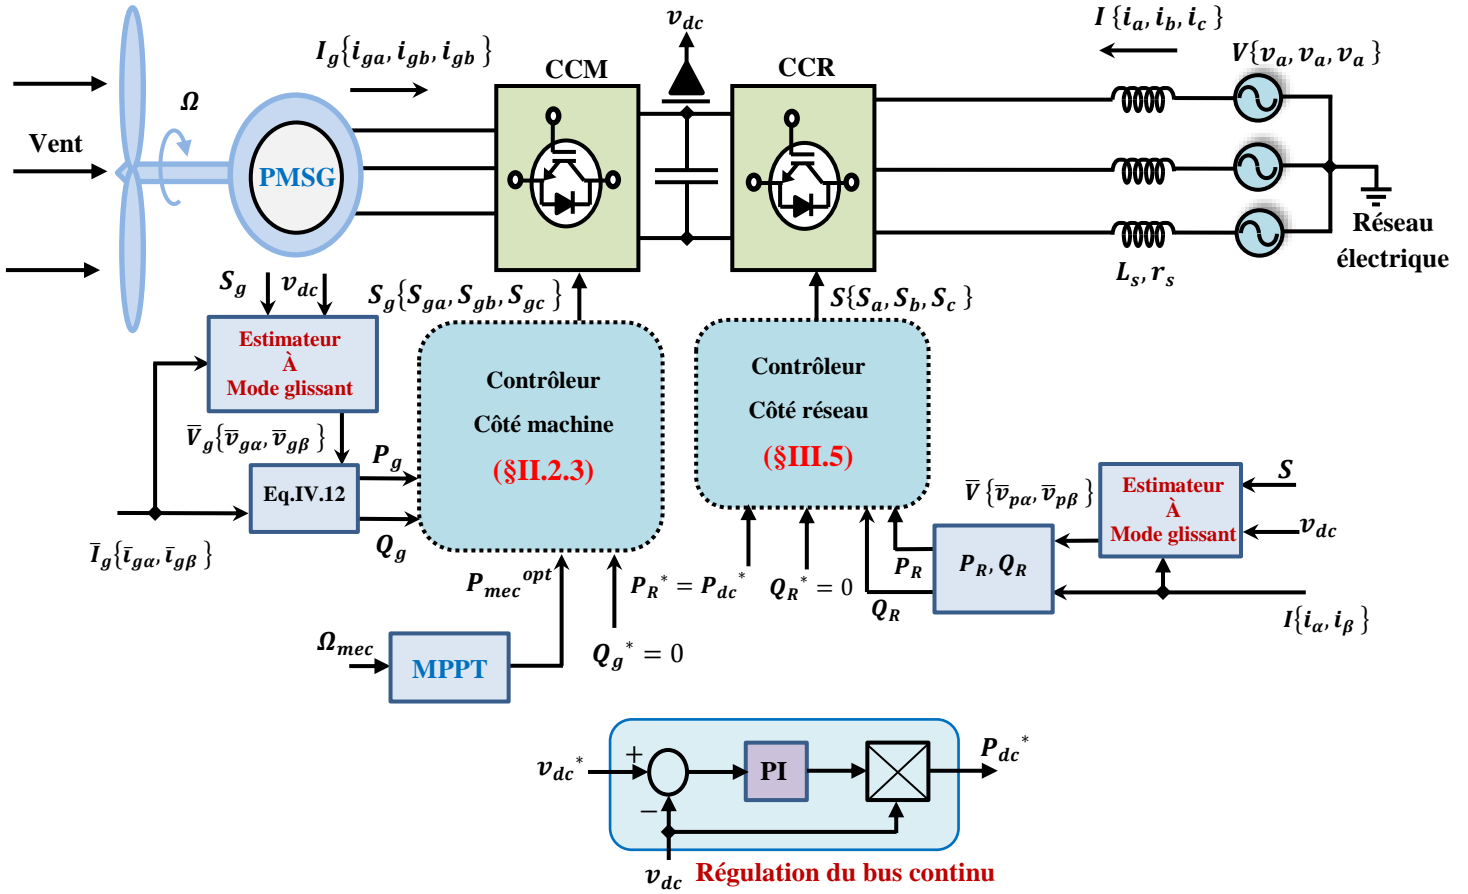 v_dc
I {i_a, i_b, i_c }
I_g{i_ga, i_gb, i_gb}
CCM
CCR
V{v_a, v_a, v_a }
Ω
Vent
PMSG
Réseau
électrique
L_s, r_s
S_g
v_dc
S_g{S_ga, S_gb, S_gc}
S{S_a, S_b, S_c }
Estimateur
À
Mode glissant
Contrôleur
Côté machine
(§II.2.3)
Contrôleur
Côté réseau
(§III.5)
V̅_g{v̅_gα, v̅_gβ }
P_g
Eq.IV.12
Q_g
I̅_g{ı̅_gα, ı̅_gβ}
V̅ {v̅_pα, v̅_pβ}
Estimateur
À
Mode glissant
S
v_dc
P_R, Q_R
P_R
Q_R
I{i_α, i_β }
P_mec^opt
P_R^* = P_dc^*
Q_R^* = 0
Ω_mec
MPPT
Q_g^* = 0
v_dc^*
+
−
PI
P_dc^*
v_dc
Régulation du bus continu